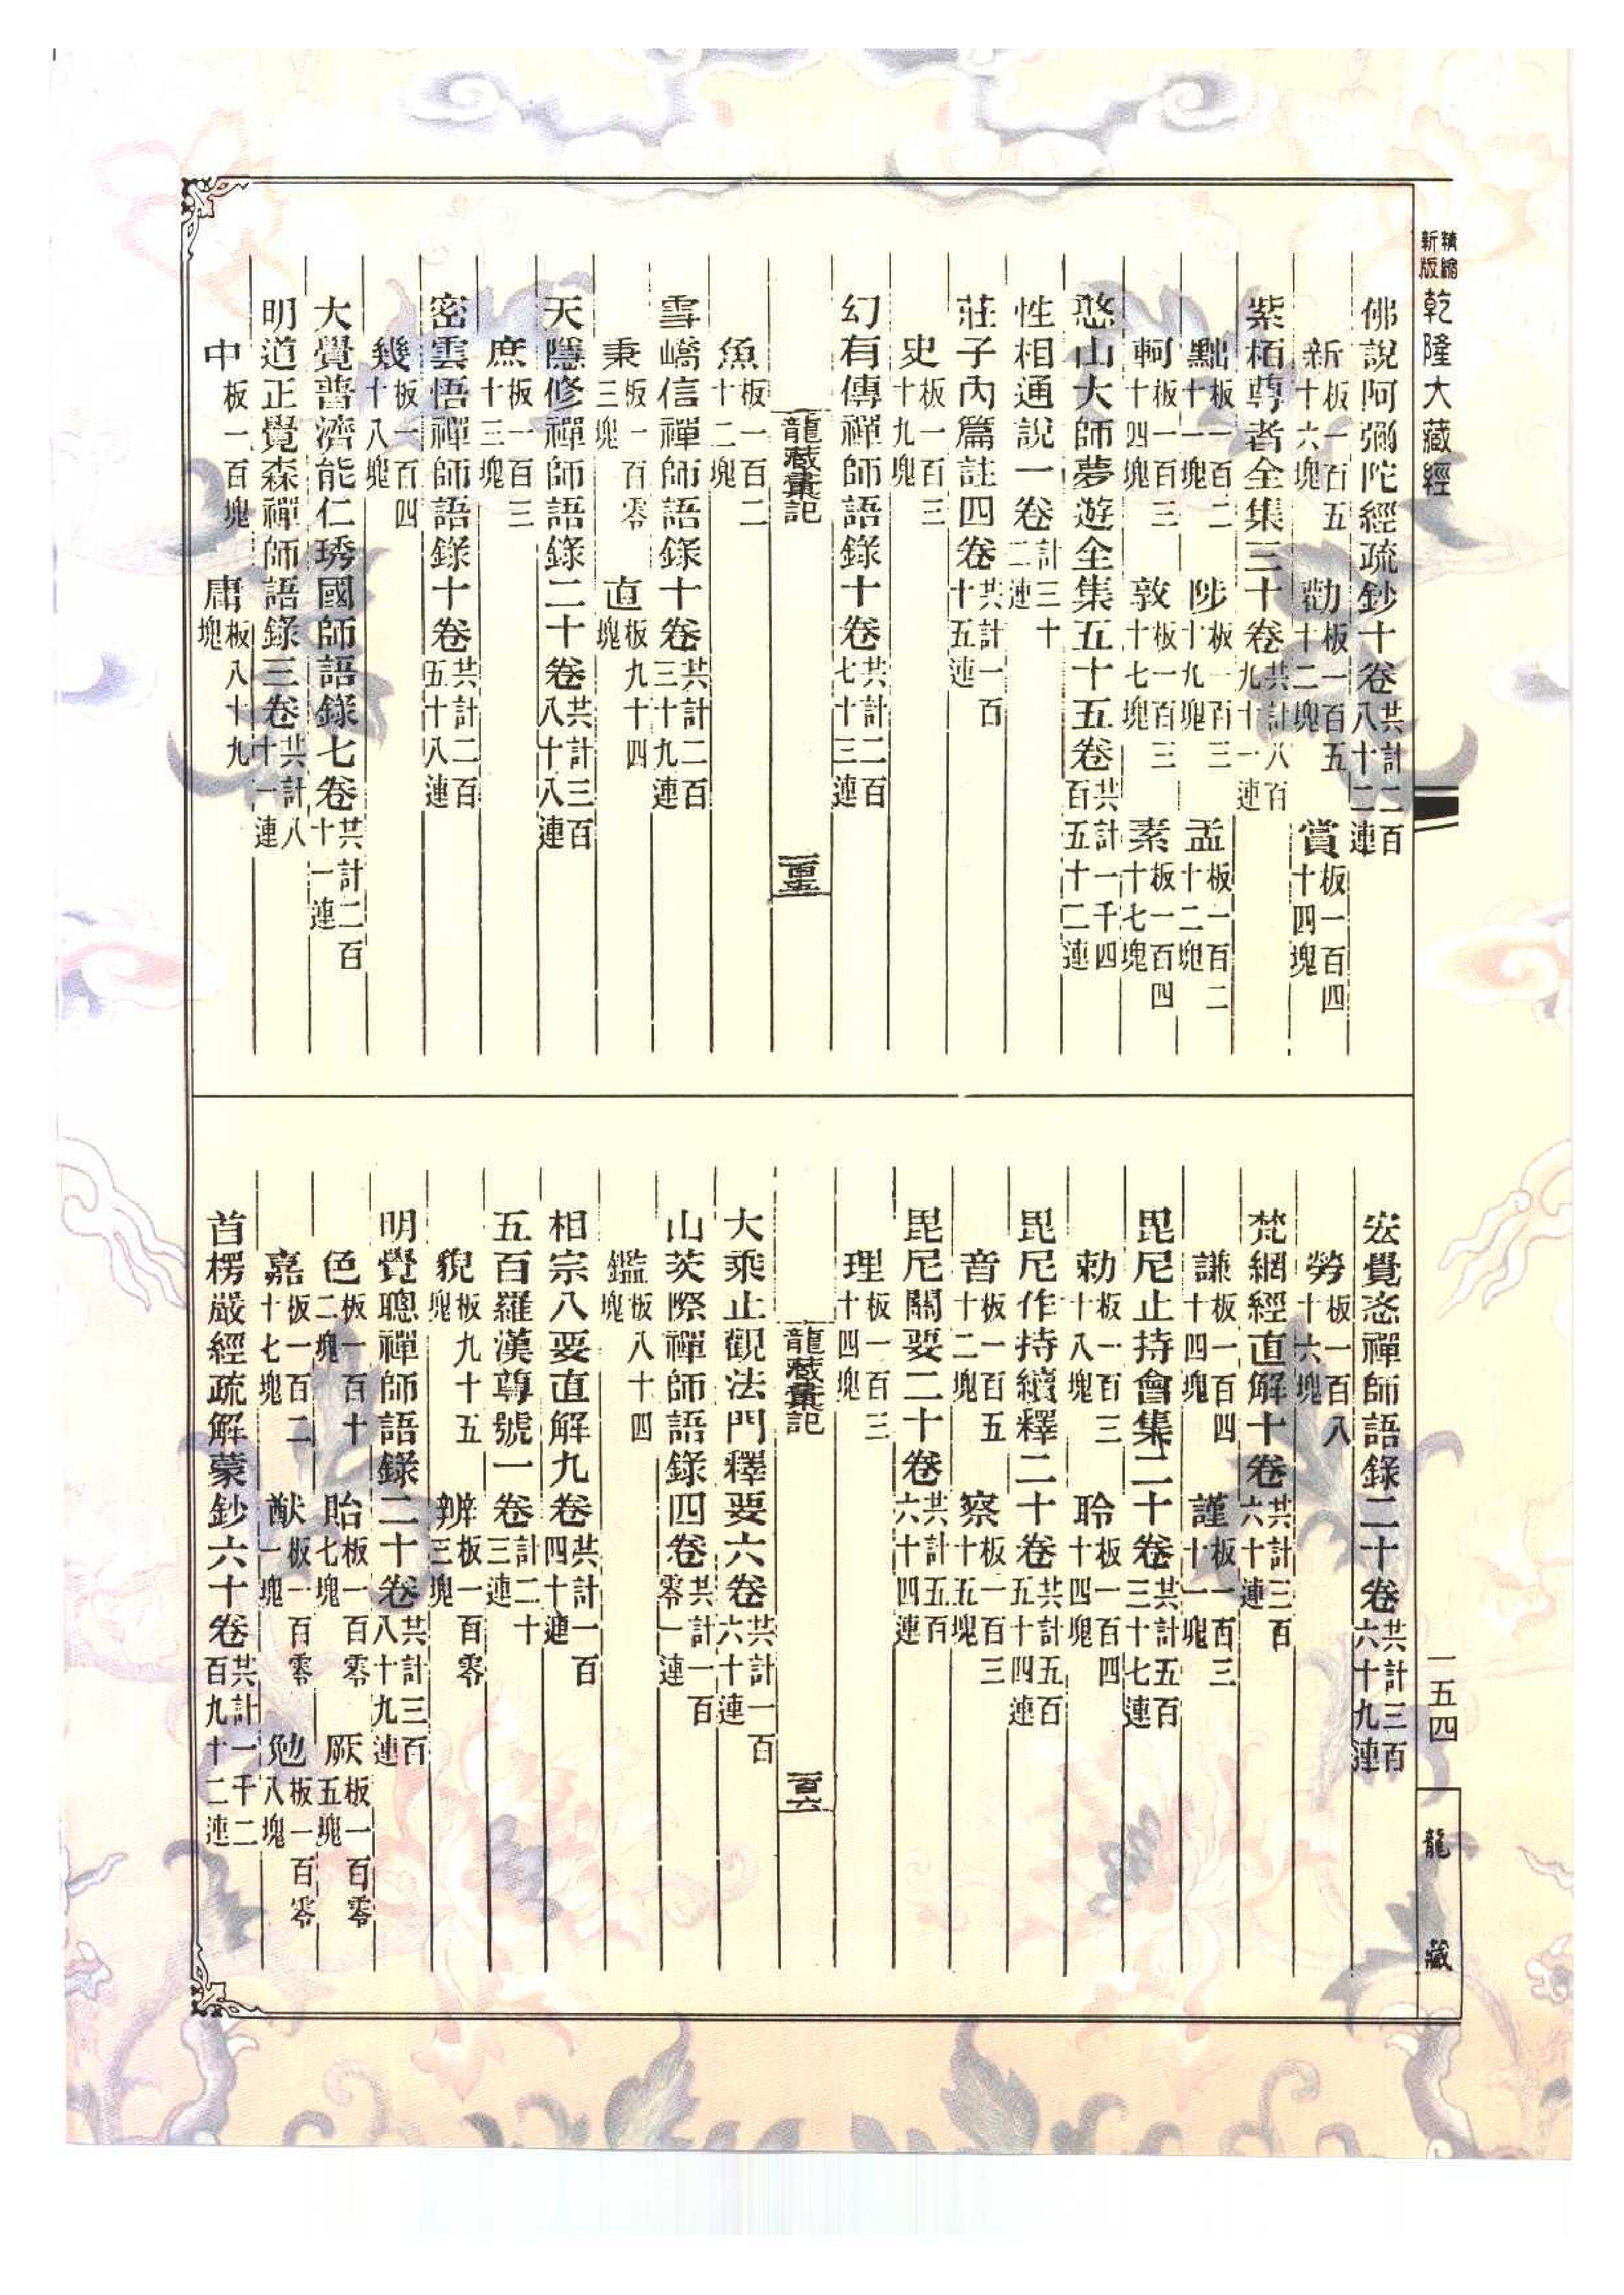 精縮新版 乾隆大藏經
佛說阿彌陀經疏鈔十卷 共計二百八十二連
新 板一百五十六塊 勸 板一百五十二塊 賞 板一百四十四塊
紫栢尊者全集三十卷 共計八百九十一連
黜 板一百二十一塊 陟 板一百三十九塊 孟 板一百二十二塊
軻 板一百三十四塊 敦 板一百三十七塊 素 板一百四十七塊
憨山大師夢遊全集五十五卷 共計一千四百五十二連
性相通說一卷 計三十二連
莊子內篇註四卷 共計一百十五連
史 板一百三十九塊
幻有傳禪師語錄十卷 共計二百七十三連
龍藏彙記 一百五
魚 板一百二十二塊
雪嶠信禪師語錄十卷 共計二百三十九連
秉 板一百零三塊 直 板九十四塊
天隱修禪師語錄二十卷 共計三百八十八連
庶 板一百三十三塊
密雲悟禪師語錄十卷 共計二百五十八連
幾 板一百四十八塊
大覺普濟能仁琇國師語錄七卷 共計二百十一連
明道正覺森禪師語錄三卷 共計八十一連
中 板一百塊 庸 板八十九塊
宏覺忞禪師語錄二十卷 共計三百六十九連
勞 板一百八十六塊
梵網經直解十卷 共計三百六十連
謙 板一百四十四塊 謹 板一百三十一塊
毘尼止持會集二十卷 共計五百三十七連
勅 板一百三十八塊 聆 板一百四十四塊
毘尼作持續釋二十卷 共計五百五十四連
音 板一百五十二塊 察 板一百三十五塊
毘尼關要二十卷 共計五百六十四連
理 板一百三十四塊
龍藏彙記 一百六
大乘止觀法門釋要六卷 共計一百六十連
山茨際禪師語錄四卷 共計一百零一連
鑑 板八十四塊
相宗八要直解九卷 共計一百四十連
五百羅漢尊號一卷 計二十三連
貌 板九十五塊 辨 板一百零三塊
明覺聰禪師語錄二十卷 共計三百八十九連
色 板一百十二塊 貽 板一百零七塊 厥 板一百零五塊
嘉 板一百二十七塊 猷 板一百零一塊 勉 板一百零八塊
首楞嚴經疏解蒙鈔六十卷 共計一千二百九十二連
一五四
龍藏